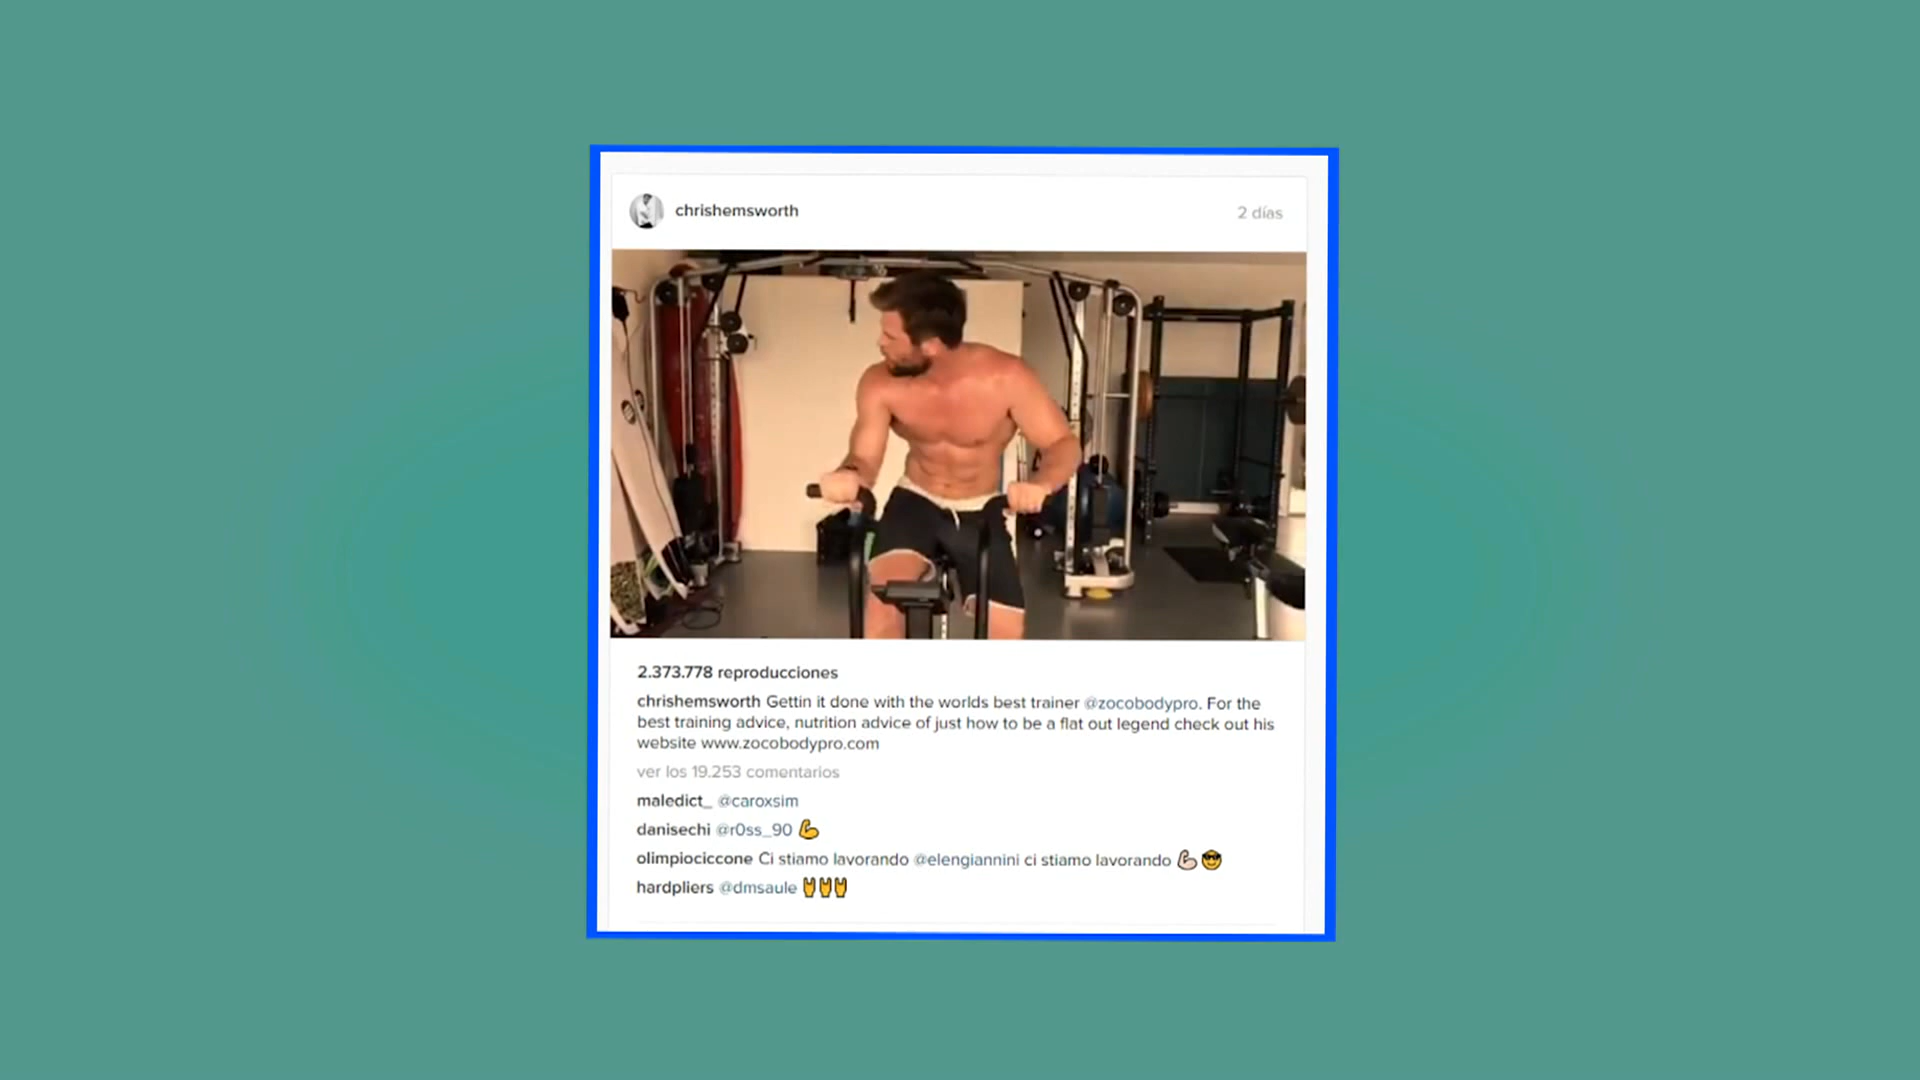 chrishemsworth
2 días
2.373.778 reproducciones
chrishemsworth Gettin it done with the worlds best trainer @zocobodypro. For the
best training advice, nutrition advice of just how to be a flat out legend check out his
website www.zocobodypro.com
ver los 19.253 comentarios
maledict_ @caroxsim
danisechi @r0ss_90 💪
olimpiociccone Ci stiamo lavorando @elengiannini ci stiamo lavorando 💪🏻😎
hardpliers @dmsaule 🤘🤘🤘